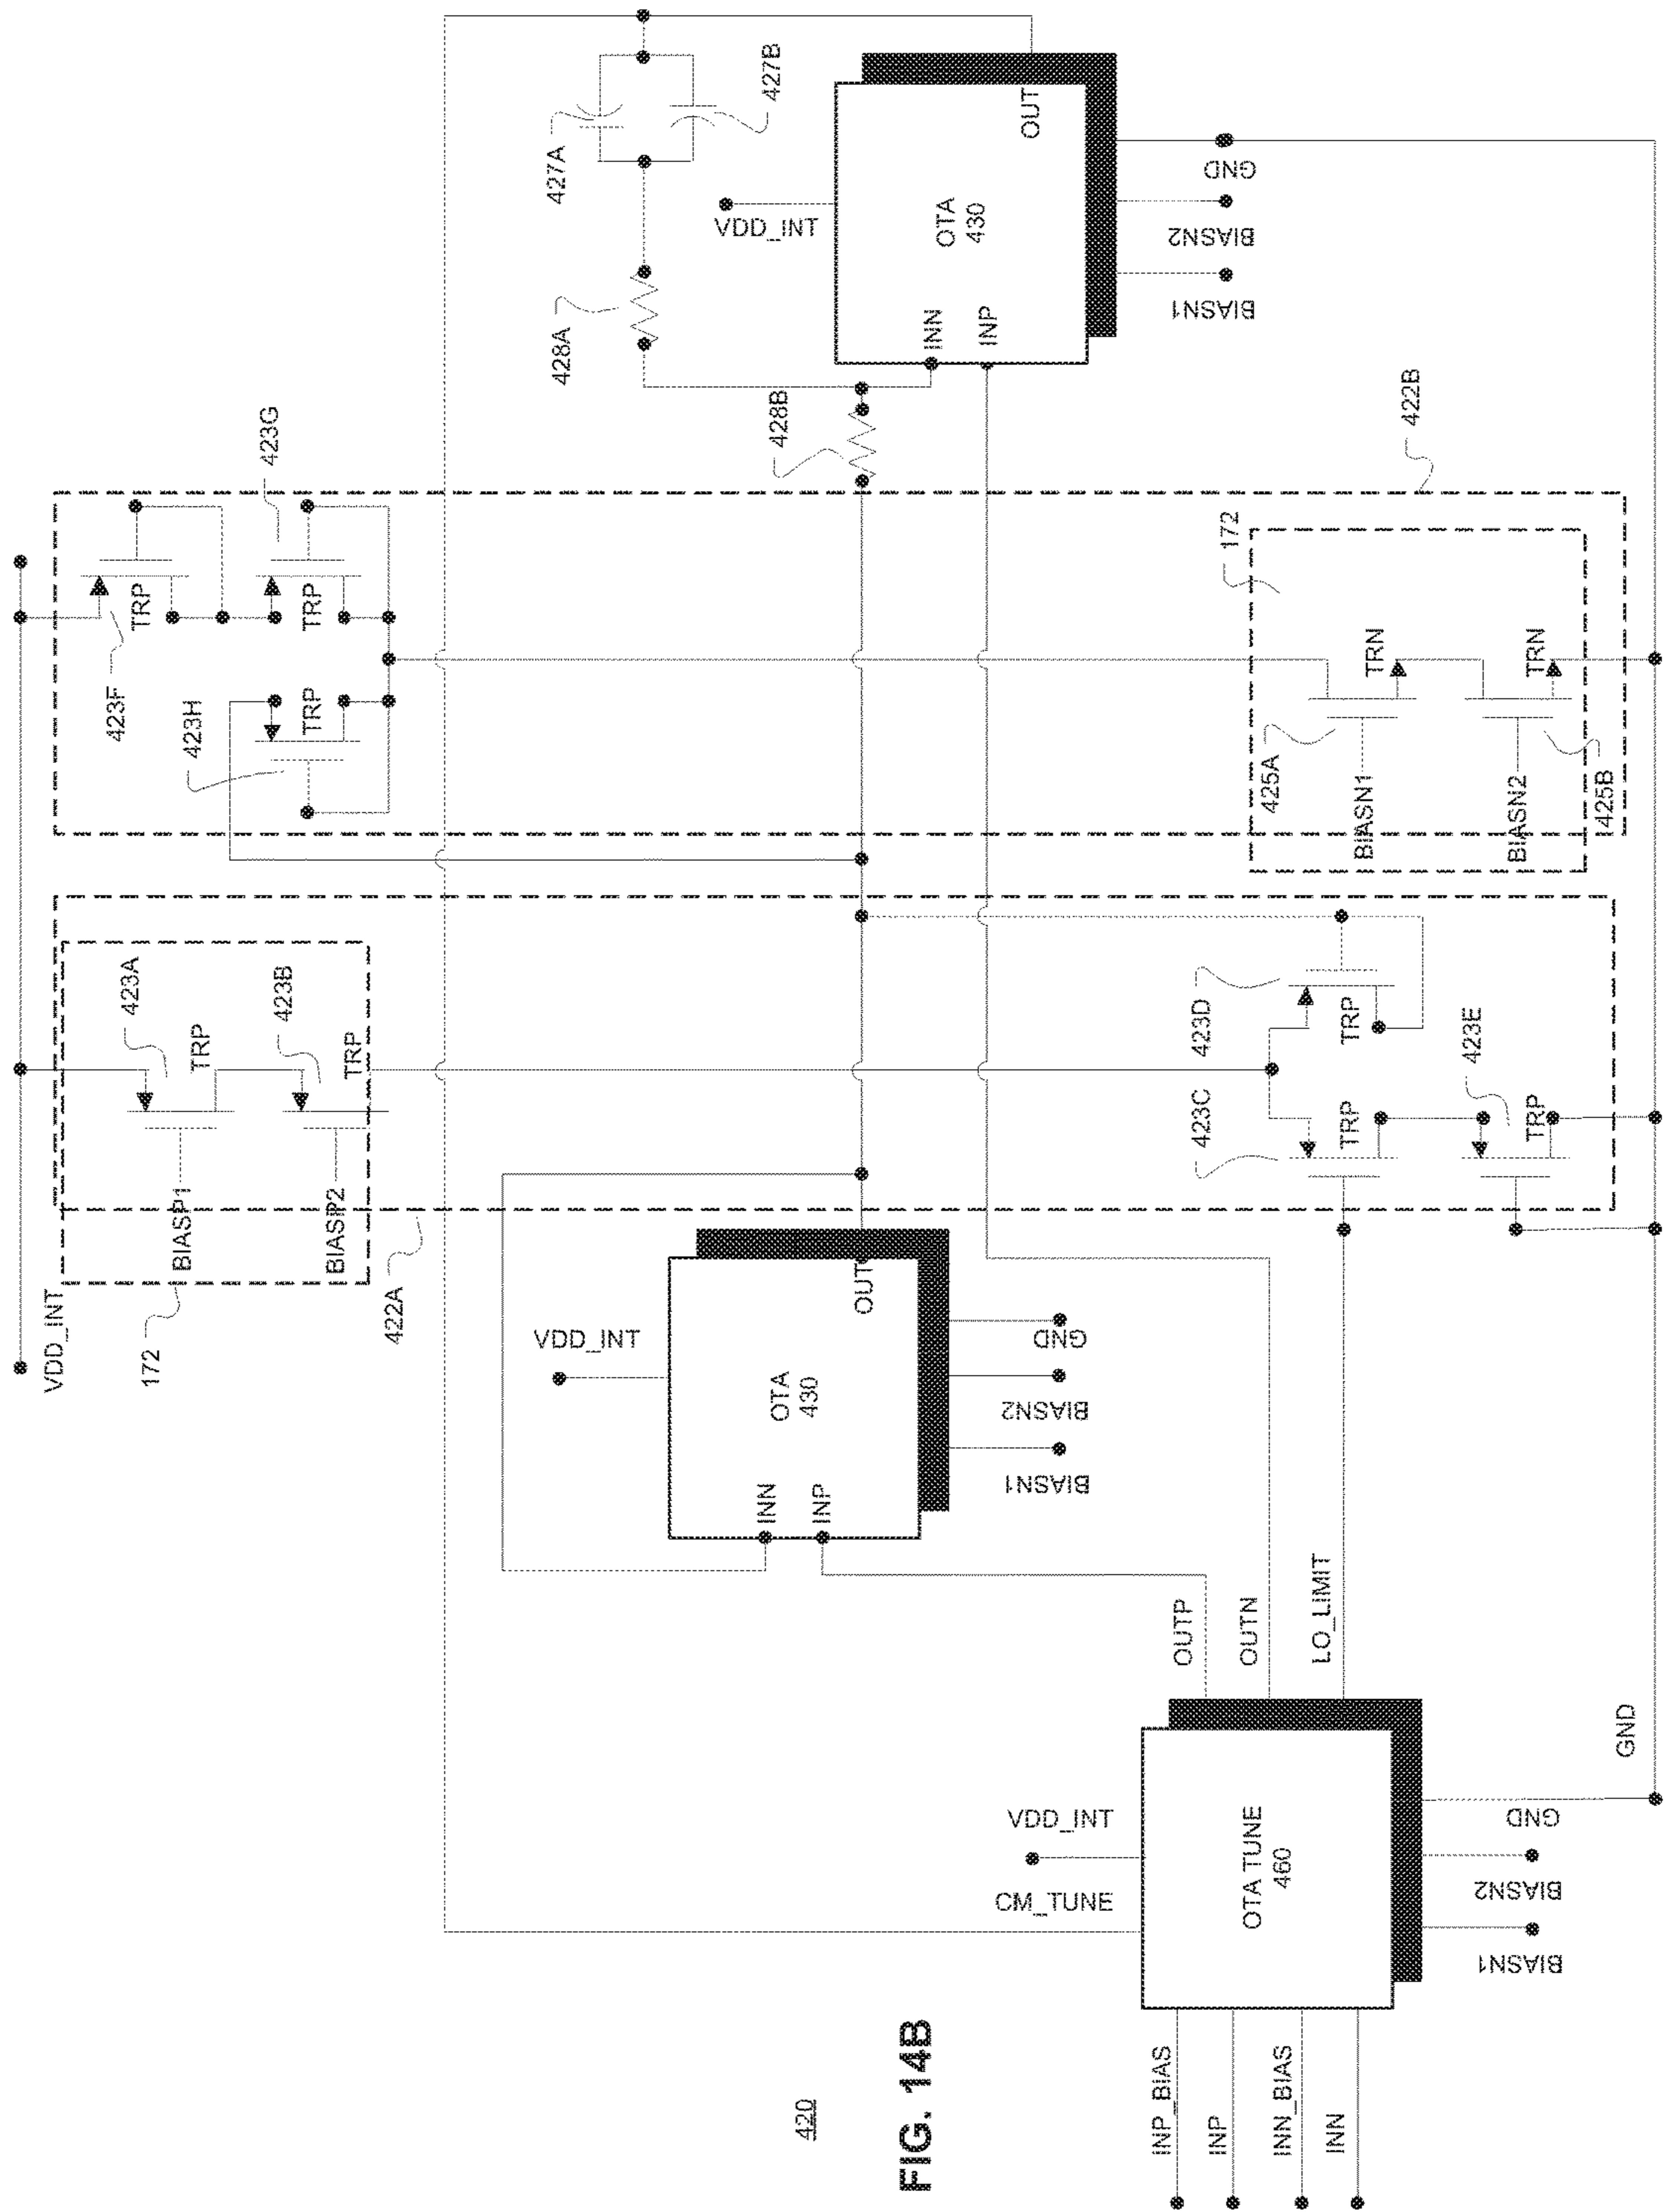 VDD_INT
172
422A
BIASP1
BIASP2
423A
423B
TRP
TRP
423F
423G
423H
TRP
TRP
TRP
427A
427B
428A
428B
VDD_INT
OTA
430
INN
INP
OUT
BIASN1
BIASN2
GND
422B
172
425A
425B
BIASN1
BIASN2
TRN
TRN
423C
423D
423E
TRP
TRP
TRP
VDD_INT
OTA
430
INN
INP
OUT
BIASN1
BIASN2
GND
OUTP
OUTN
LO_LIMIT
GND
VDD_INT
CM_TUNE
OTA TUNE
460
BIASN1
BIASN2
GND
INP_BIAS
INP
INN_BIAS
INN
420
FIG. 14B